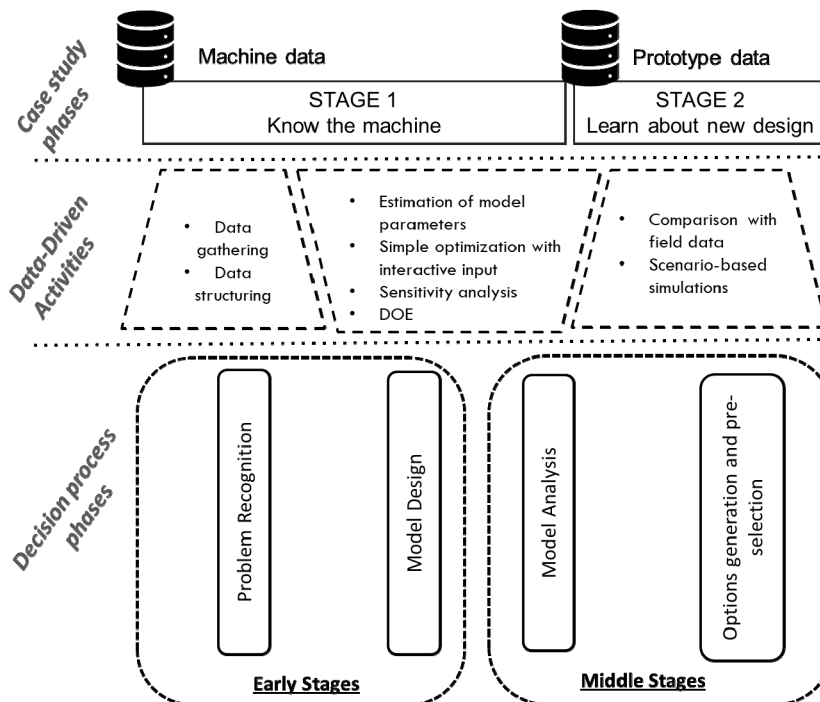 Case study
phases
Machine data
Prototype data
STAGE 1
Know the machine
STAGE 2
Learn about new design
Data-Driven
Activities
• Data
gathering
• Data
structuring
• Estimation of model
parameters
• Simple optimization with
interactive input
• Sensitivity analysis
• DOE
• Comparison with
field data
• Scenario-based
simulations
Decision process
phases
Problem Recognition
Model Design
Model Analysis
Options generation and pre-
selection
Early Stages
Middle Stages